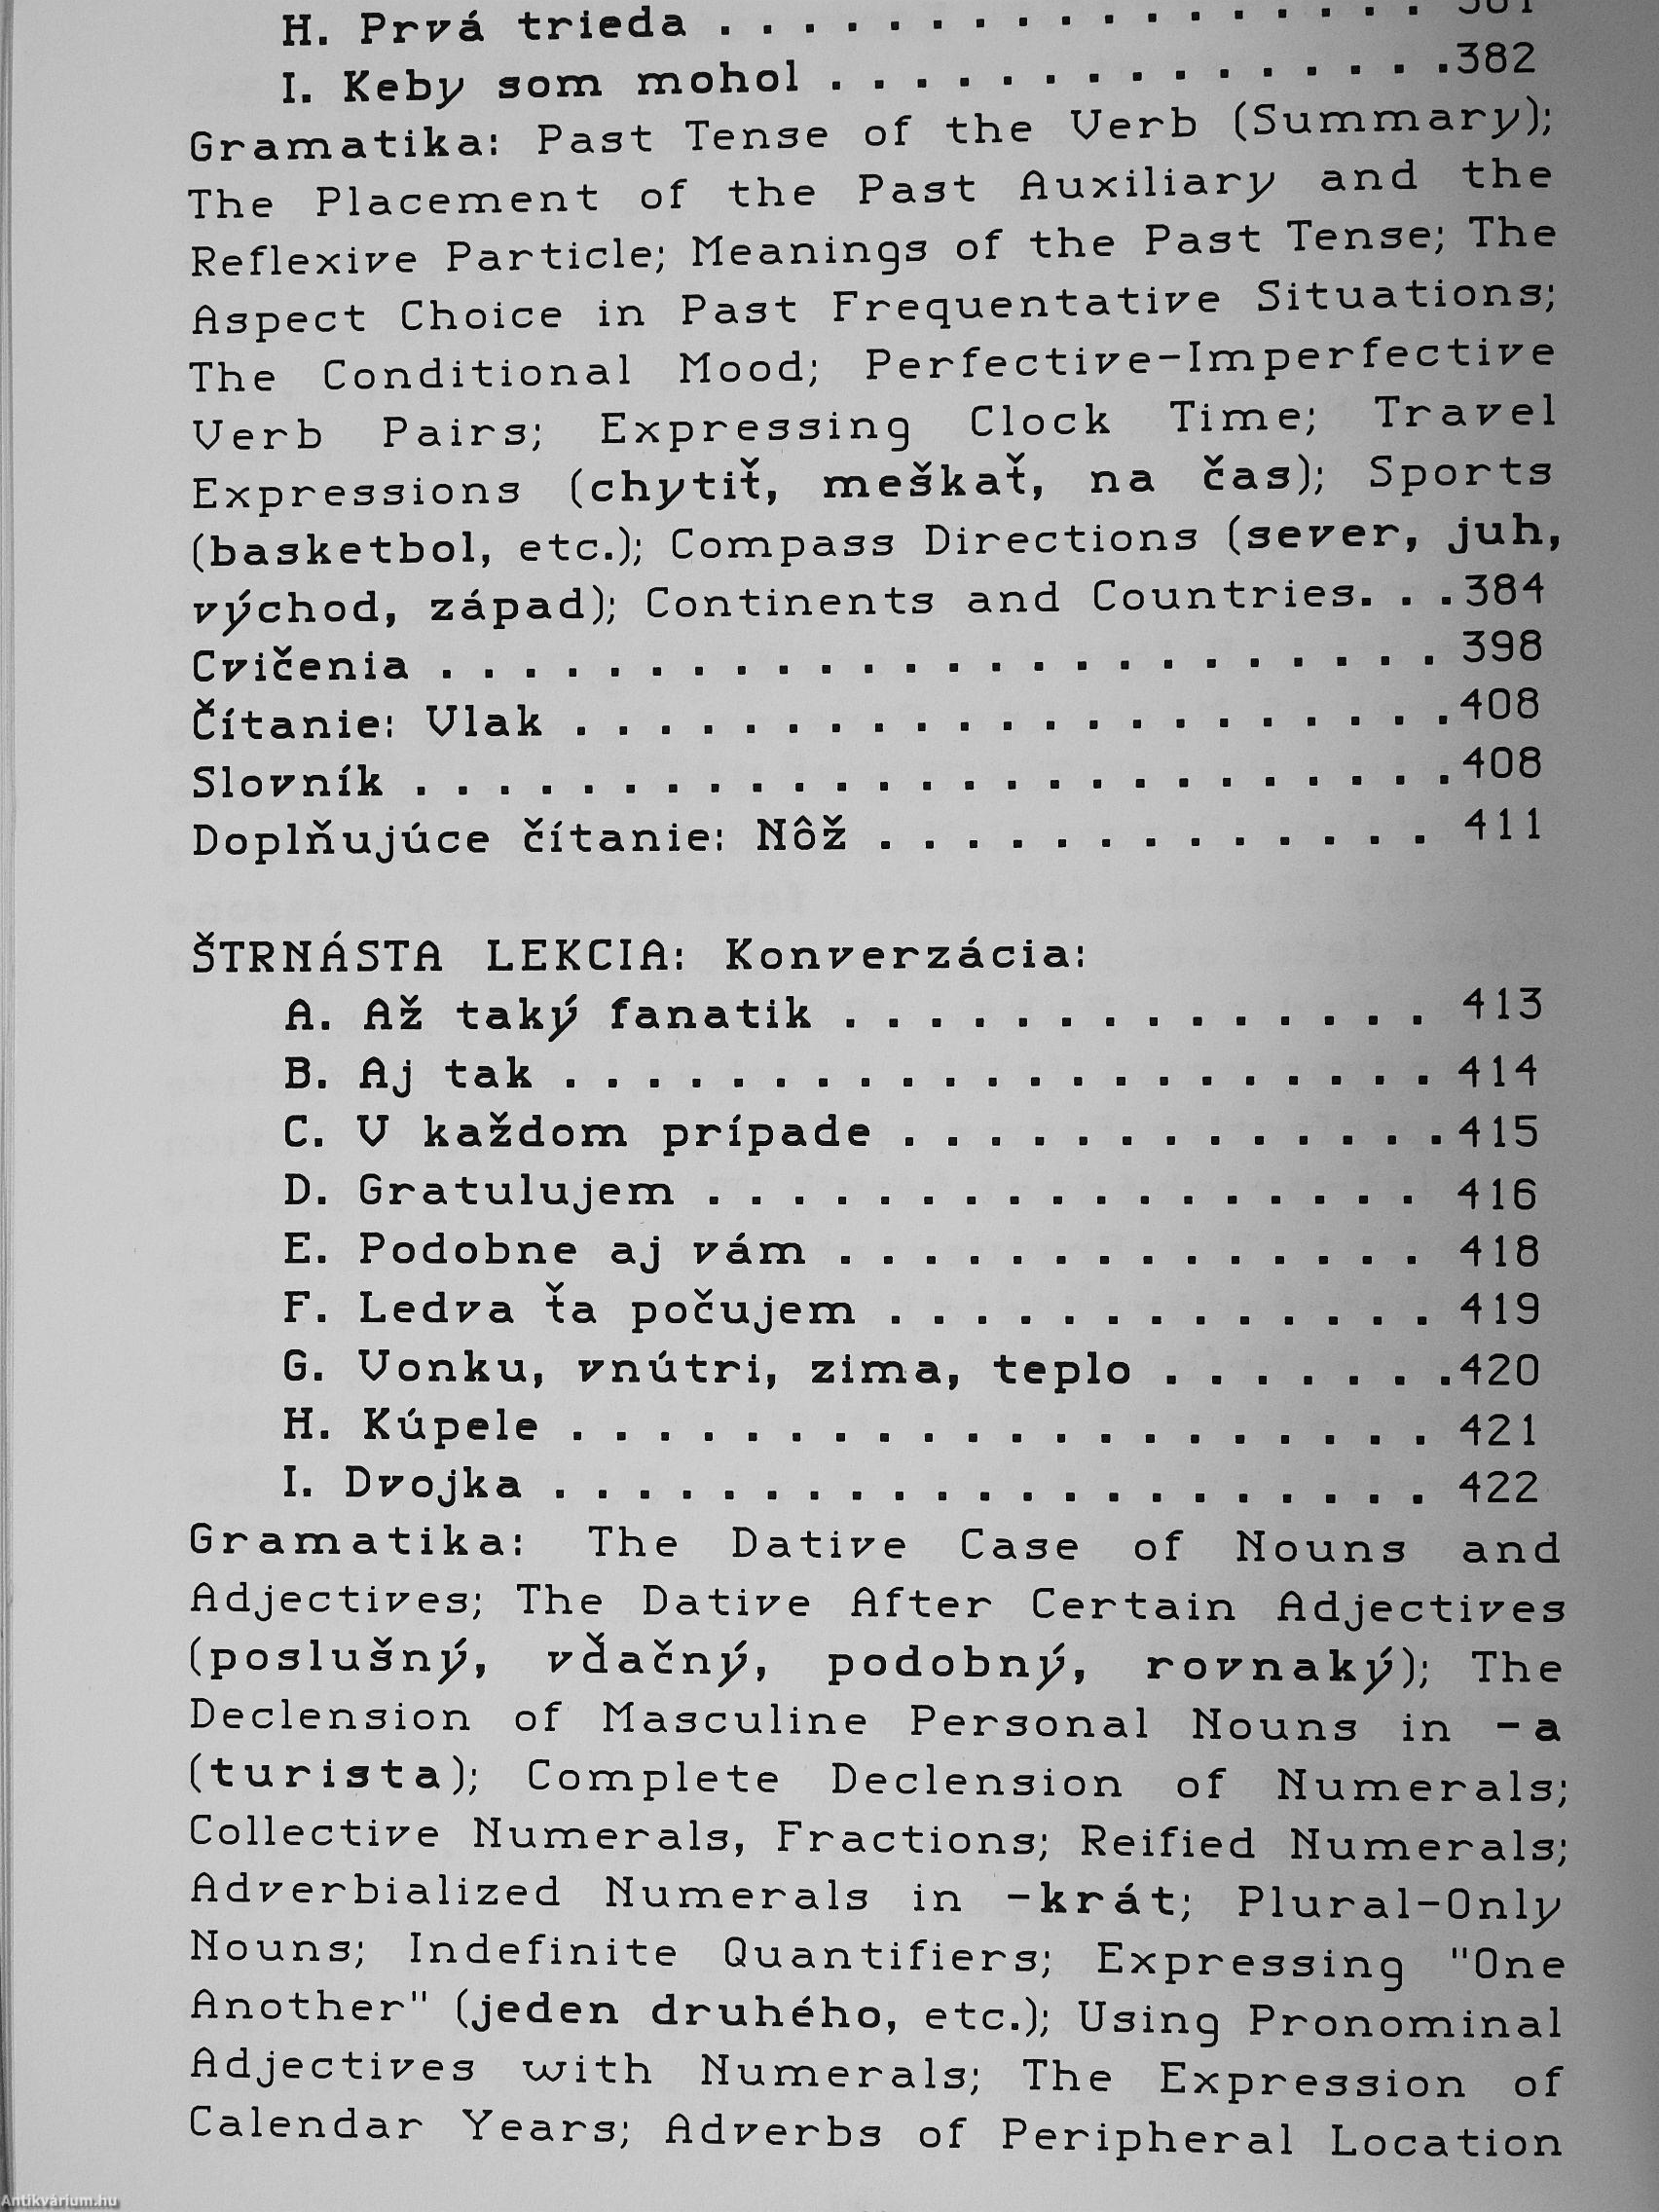 H. Prvá trieda . . . . . . . . . . . . . . . . . 381
I. Keby som mohol . . . . . . . . . . . . . . .382
Gramatika: Past Tense of the Verb (Summary);
The Placement of the Past Auxiliary and the
Reflexive Particle; Meanings of the Past Tense; The
Aspect Choice in Past Frequentative Situations;
The Conditional Mood; Perfective-Imperfective
Verb Pairs; Expressing Clock Time; Travel
Expressions (chytiť, meškať, na čas); Sports
(basketbol, etc.); Compass Directions (sever, juh,
východ, západ); Continents and Countries. . .384
Cvičenia . . . . . . . . . . . . . . . . . . . . . . . . 398
Čítanie: Vlak . . . . . . . . . . . . . . . . . . . . .408
Slovník . . . . . . . . . . . . . . . . . . . . . . . . .408
Doplňujúce čítanie: Nôž . . . . . . . . . . . . . 411
ŠTRNÁSTA LEKCIA: Konverzácia:
A. Až taký fanatik . . . . . . . . . . . . . . 413
B. Aj tak . . . . . . . . . . . . . . . . . . . . 414
C. V každom prípade . . . . . . . . . . . . .415
D. Gratulujem . . . . . . . . . . . . . . . . . 416
E. Podobne aj vám . . . . . . . . . . . . . . 418
F. Ledva ťa počujem . . . . . . . . . . . . . 419
G. Vonku, vnútri, zima, teplo . . . . . . .420
H. Kúpele . . . . . . . . . . . . . . . . . . . . 421
I. Dvojka . . . . . . . . . . . . . . . . . . . . . 422
Gramatika: The Dative Case of Nouns and
Adjectives; The Dative After Certain Adjectives
(poslušný, vďačný, podobný, rovnaký); The
Declension of Masculine Personal Nouns in -a
(turista); Complete Declension of Numerals;
Collective Numerals, Fractions; Reified Numerals;
Adverbialized Numerals in -krát; Plural-Only
Nouns; Indefinite Quantifiers; Expressing "One
Another" (jeden druhého, etc.); Using Pronominal
Adjectives with Numerals; The Expression of
Calendar Years; Adverbs of Peripheral Location
Antikvárium.hu